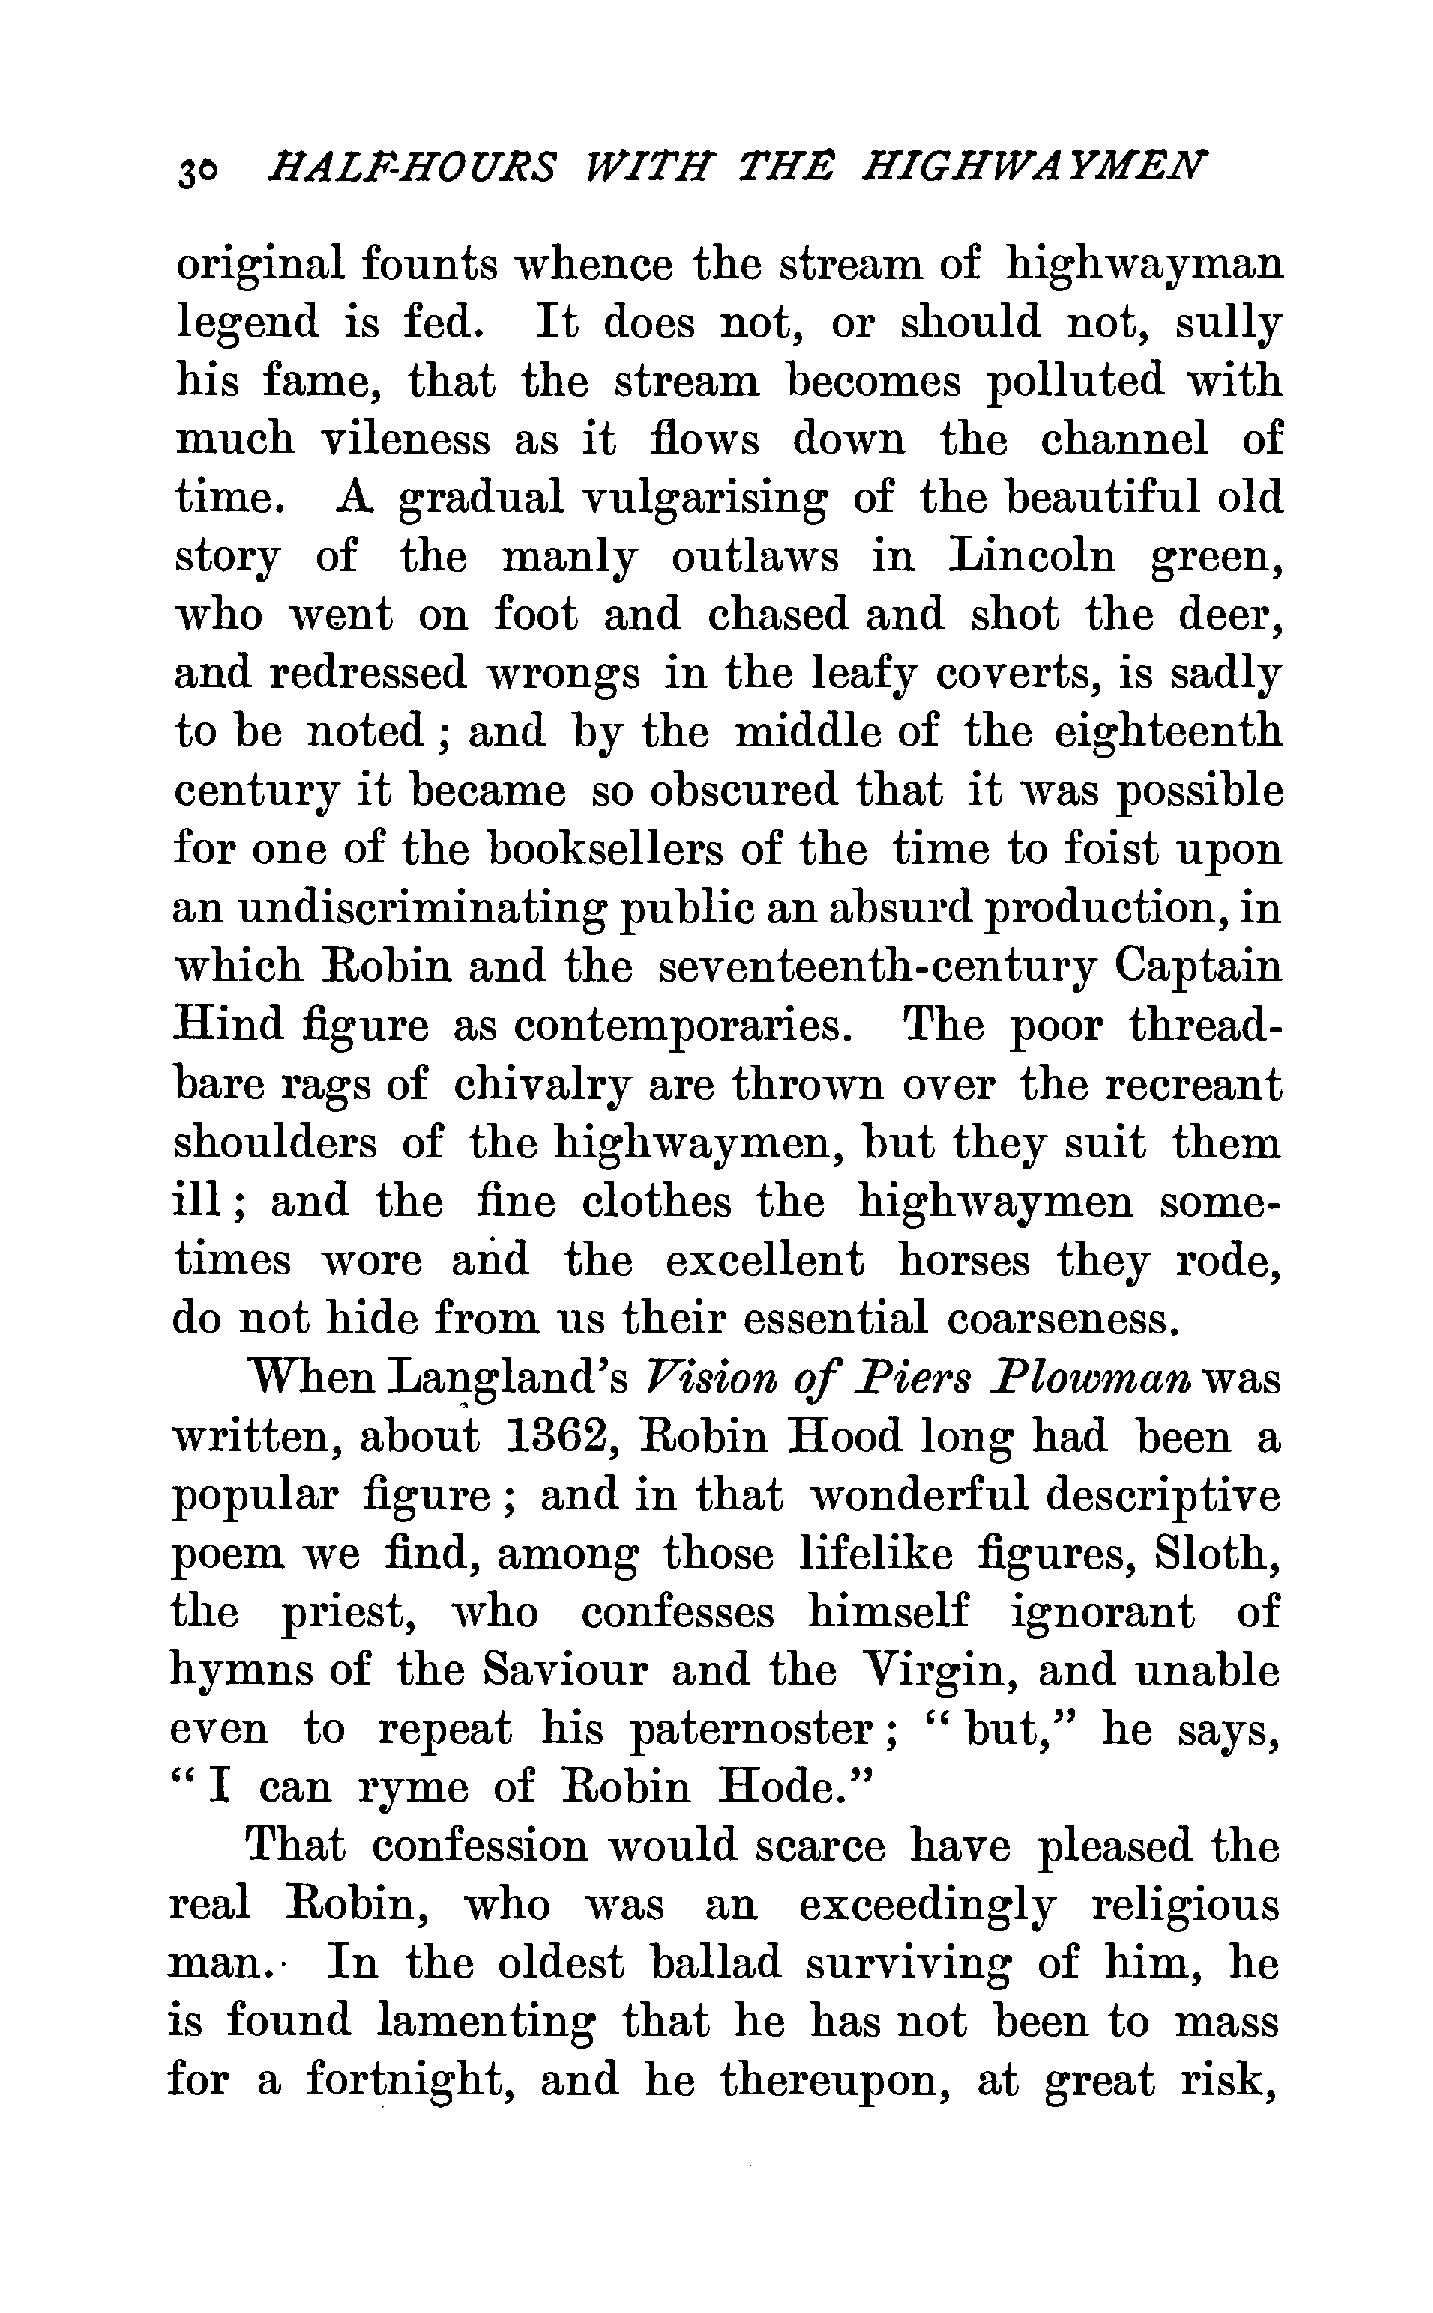 30 HALF-HOURS WITH THE HIGHWAYMEN
original founts whence the stream of highwayman
legend is fed. It does not, or should not, sully
his fame, that the stream becomes polluted with
much vileness as it flows down the channel of
time. A gradual vulgarising of the beautiful old
story of the manly outlaws in Lincoln green,
who went on foot and chased and shot the deer,
and redressed wrongs in the leafy coverts, is sadly
to be noted ; and by the middle of the eighteenth
century it became so obscured that it was possible
for one of the booksellers of the time to foist upon
an undiscriminating public an absurd production, in
which Robin and the seventeenth-century Captain
Hind figure as contemporaries. The poor thread-
bare rags of chivalry are thrown over the recreant
shoulders of the highwaymen, but they suit them
ill ; and the fine clothes the highwaymen some-
times wore and the excellent horses they rode,
do not hide from us their essential coarseness.
When Langland's Vision of Piers Plowman was
written, about 1362, Robin Hood long had been a
popular figure ; and in that wonderful descriptive
poem we find, among those lifelike figures, Sloth,
the priest, who confesses himself ignorant of
hymns of the Saviour and the Virgin, and unable
even to repeat his paternoster ; “ but,” he says,
“ I can ryme of Robin Hode.”
That confession would scarce have pleased the
real Robin, who was an exceedingly religious
man. In the oldest ballad surviving of him, he
is found lamenting that he has not been to mass
for a fortnight, and he thereupon, at great risk,